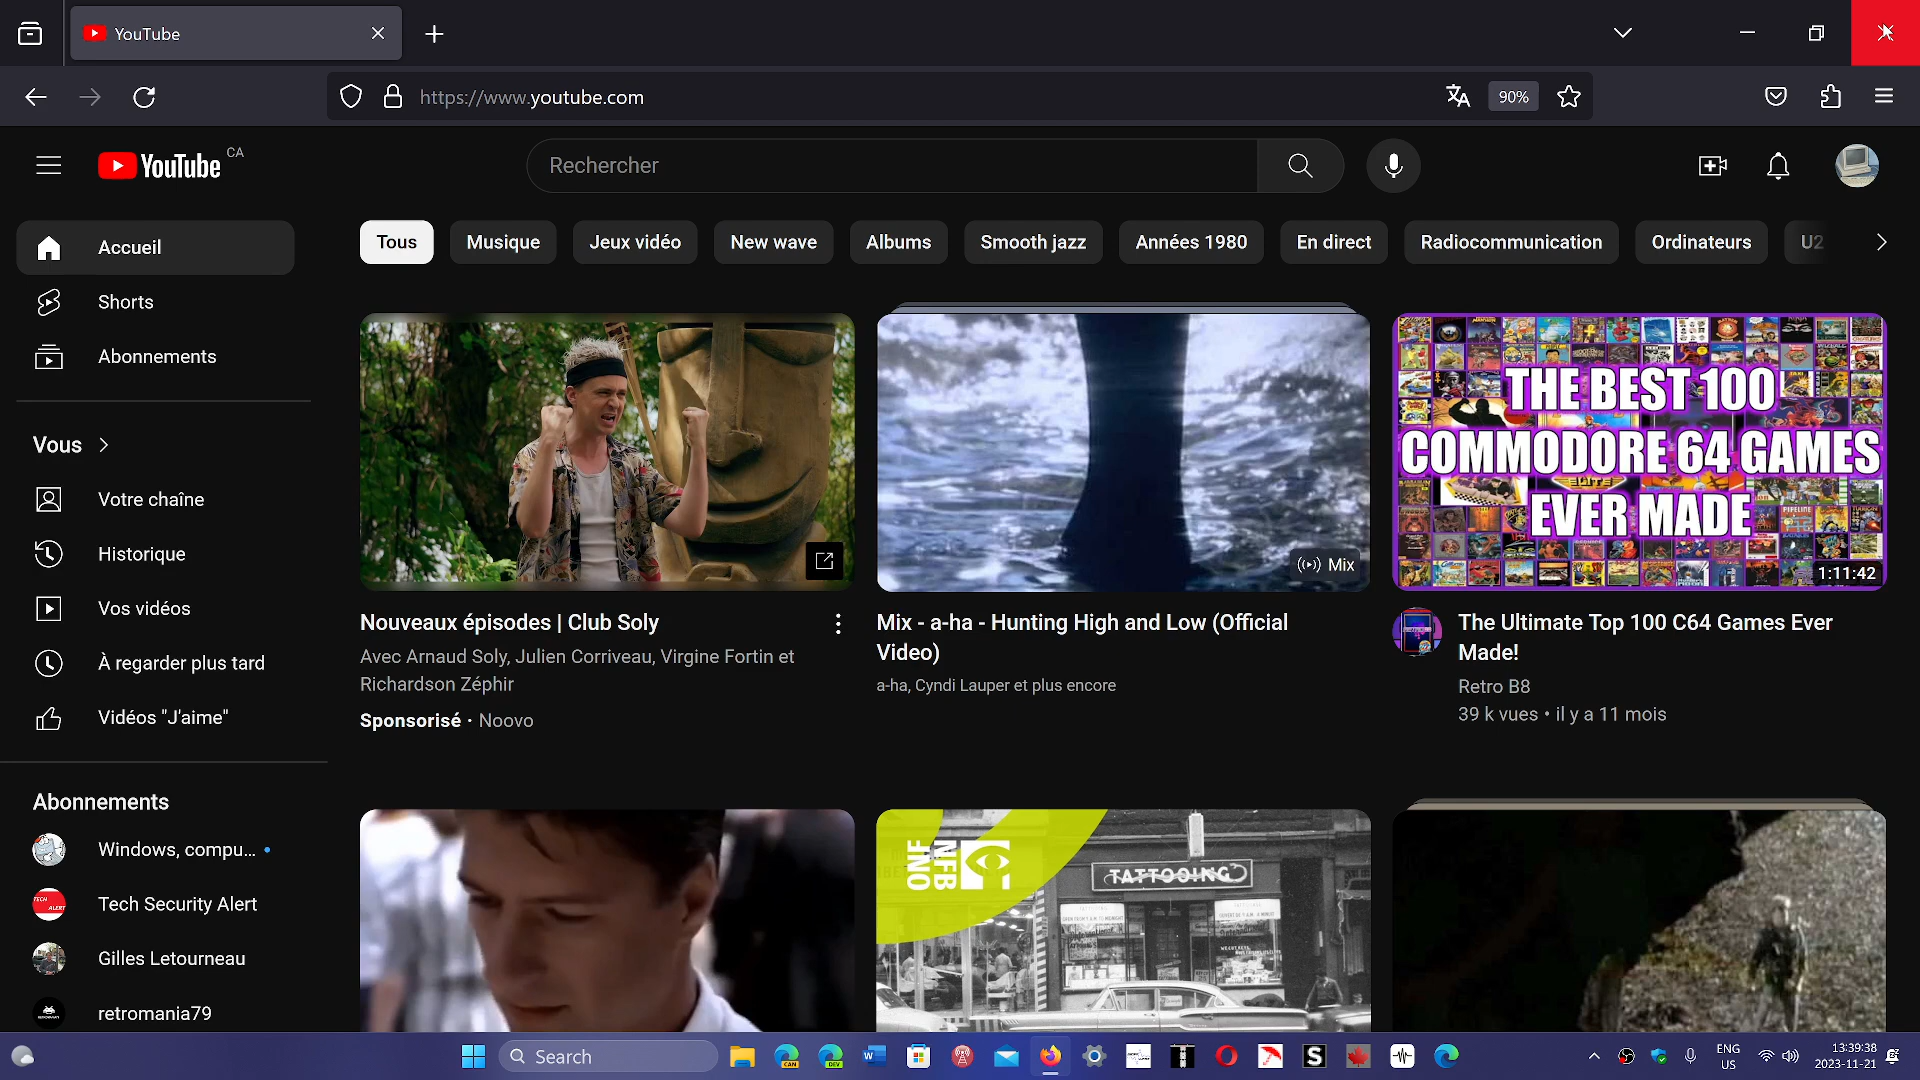 YouTube
https://www.youtube.com
90%
YouTube CA
Rechercher
Accueil
Shorts
Abonnements
Vous
Votre chaîne
Historique
Vos vidéos
À regarder plus tard
Vidéos "J'aime"
Abonnements
Windows, compu...
Tech Security Alert
Gilles Letourneau
retromania79
Tous
Musique
Jeux vidéo
New wave
Albums
Smooth jazz
Années 1980
En direct
Radiocommunication
Ordinateurs
U2
Nouveaux épisodes | Club Soly
Avec Arnaud Soly, Julien Corriveau, Virgine Fortin et
Richardson Zéphir
Sponsorisé · Noovo
Mix
Mix - a-ha - Hunting High and Low (Official
Video)
a-ha, Cyndi Lauper et plus encore
THE BEST 100
COMMODORE 64 GAMES
ELITE
EVER MADE
PIPELINE
1:11:42
The Ultimate Top 100 C64 Games Ever
Made!
Retro B8
39 k vues • il y a 11 mois
ONF
NFB
TATTOOING
Search
CAN
DEV
ENG
US
13:39:38
2023-11-21